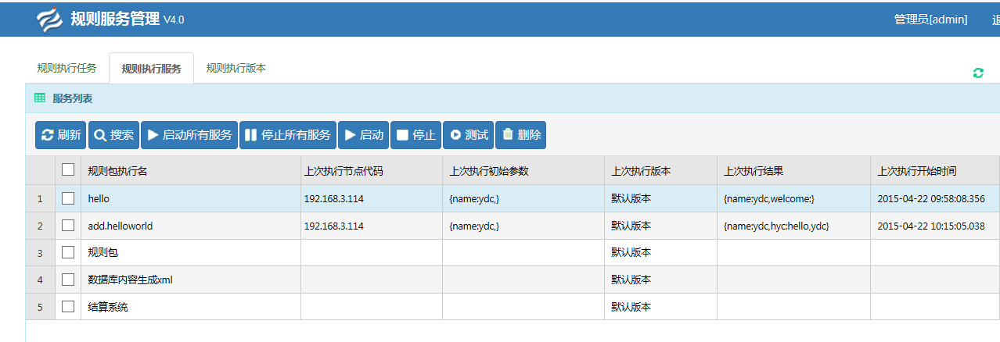 规则服务管理 V4.0 管理员[admin]
规则执行任务 规则执行服务 规则执行版本
服务列表
刷新 搜索 启动所有服务 停止所有服务 启动 停止 测试 删除
规则包执行名 上次执行节点代码 上次执行初始参数 上次执行版本 上次执行结果 上次执行开始时间
1 hello 192.168.3.114 {name:ydc,} 默认版本 {name:ydc,welcome:} 2015-04-22 09:58:08.356
2 add.helloworld 192.168.3.114 {name:ydc,} 默认版本 {name:ydc,hyc:hello,ydc} 2015-04-22 10:15:05.038
3 规则包 默认版本
4 数据库内容生成xml 默认版本
5 结算系统 默认版本